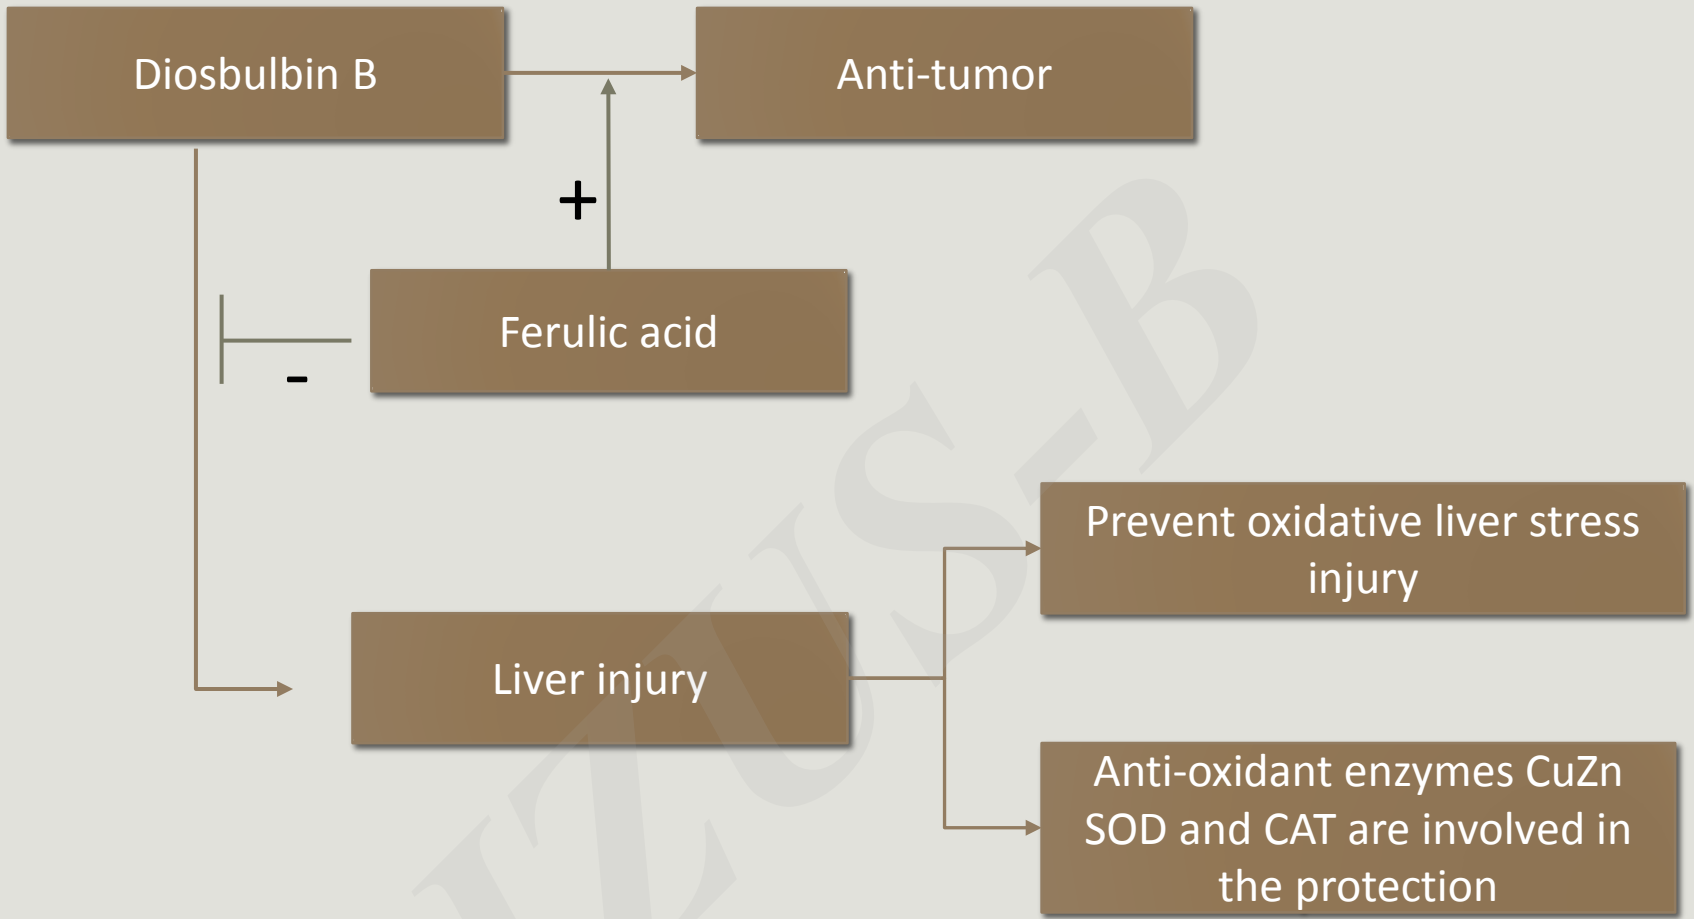 Diosbulbin B
Anti-tumor
+
Ferulic acid
-
Prevent oxidative liver stress
injury
Liver injury
Anti-oxidant enzymes CuZn
SOD and CAT are involved in
the protection
ZUS-B